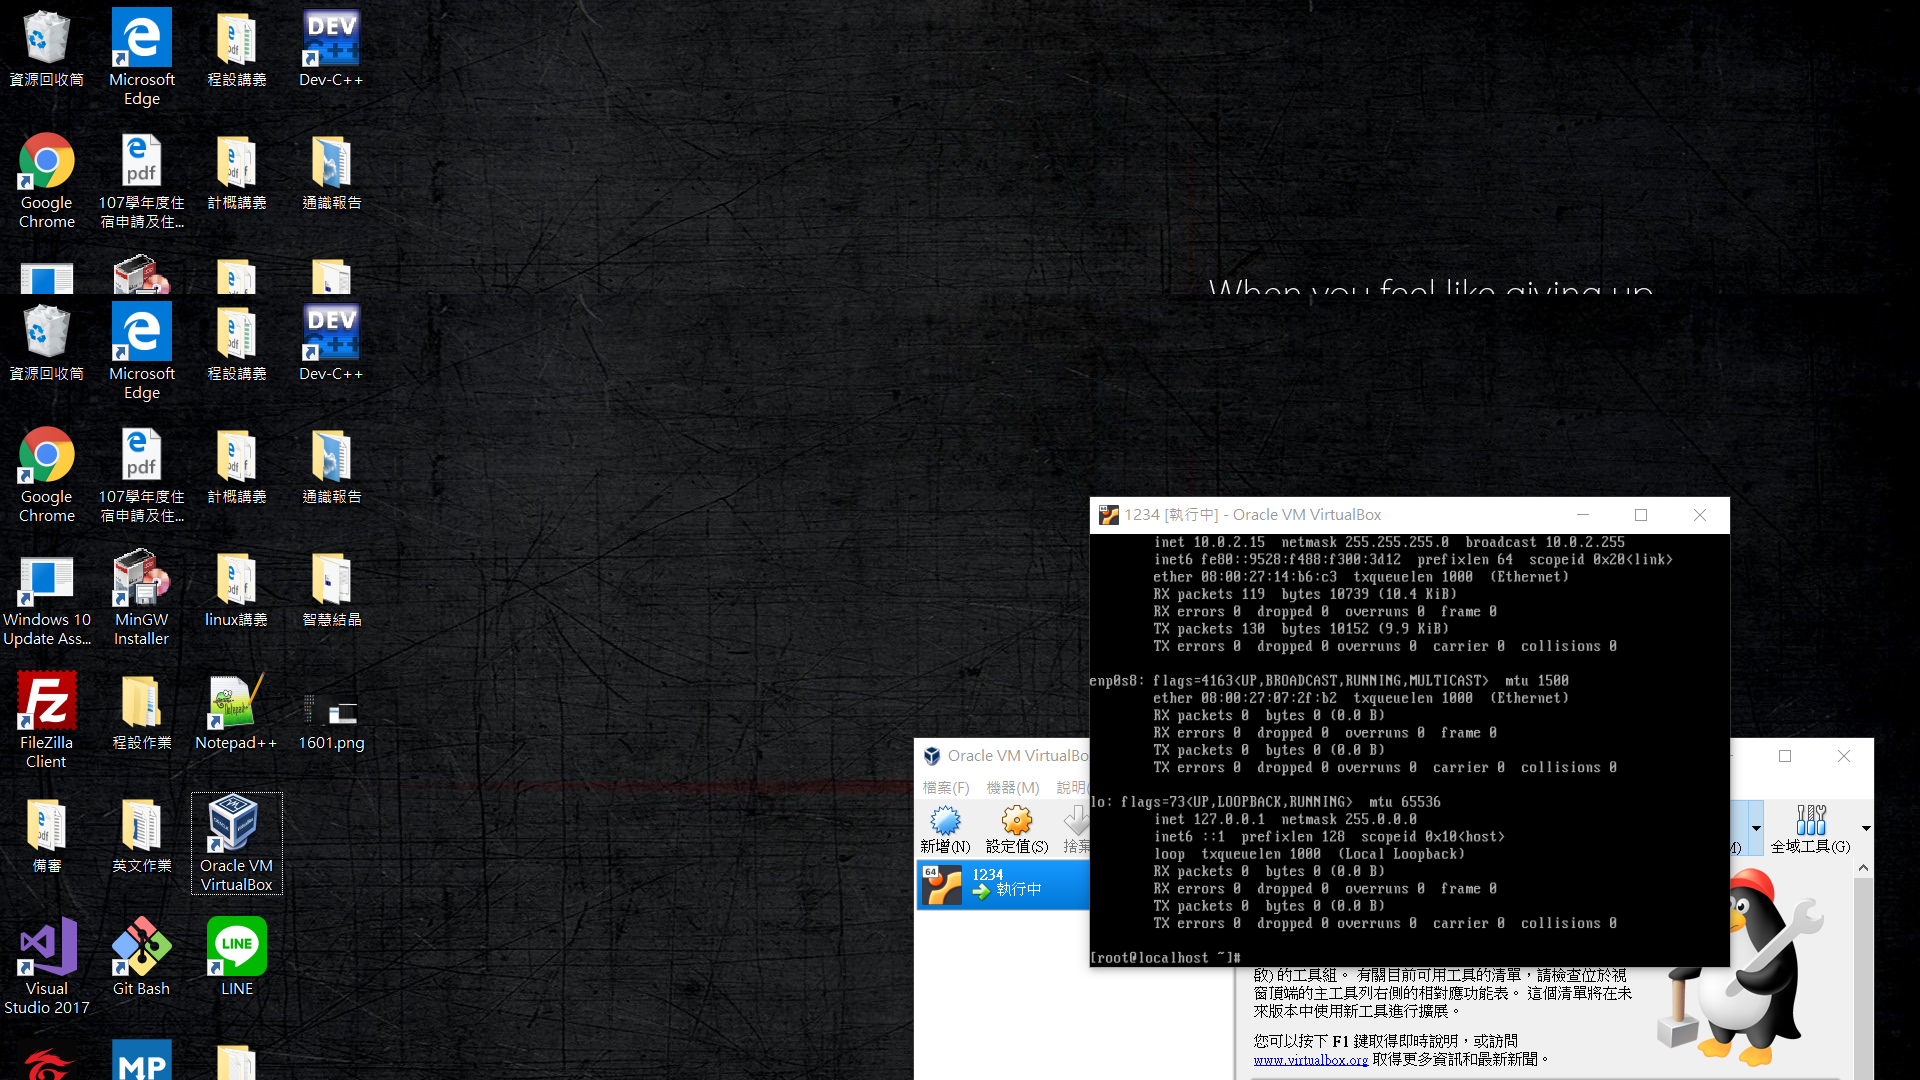 資源回收筒
Microsoft
Edge
程設講義
DEV
C++
Dev-C++
Google
Chrome
pdf
107學年度住
宿申請及住...
計概講義
通識報告
When you feel like giving up
資源回收筒
Microsoft
Edge
程設講義
DEV
C++
Dev-C++
Google
Chrome
pdf
107學年度住
宿申請及住...
計概講義
通識報告
Windows 10
Update Ass...
MinGW
Installer
linux講義
智慧結晶
FileZilla
Client
程設作業
Notepad++
1601.png
備審
英文作業
Oracle VM
VirtualBox
Visual
Studio 2017
Git Bash
LINE
LINE
MP
1234 [執行中] - Oracle VM VirtualBox
inet 10.0.2.15  netmask 255.255.255.0  broadcast 10.0.2.255
inet6 fe80::9528:f488:f300:3d12  prefixlen 64  scopeid 0x20<link>
ether 08:00:27:14:b6:c3  txqueuelen 1000  (Ethernet)
RX packets 119  bytes 10739 (10.4 KiB)
RX errors 0  dropped 0  overruns 0  frame 0
TX packets 130  bytes 10152 (9.9 KiB)
TX errors 0  dropped 0 overruns 0  carrier 0  collisions 0
enp0s8: flags=4163<UP,BROADCAST,RUNNING,MULTICAST>  mtu 1500
ether 08:00:27:07:2f:b2  txqueuelen 1000  (Ethernet)
RX packets 0  bytes 0 (0.0 B)
RX errors 0  dropped 0  overruns 0  frame 0
TX packets 0  bytes 0 (0.0 B)
TX errors 0  dropped 0 overruns 0  carrier 0  collisions 0
lo: flags=73<UP,LOOPBACK,RUNNING>  mtu 65536
inet 127.0.0.1  netmask 255.0.0.0
inet6 ::1  prefixlen 128  scopeid 0x10<host>
loop  txqueuelen 1000  (Local Loopback)
RX packets 0  bytes 0 (0.0 B)
RX errors 0  dropped 0  overruns 0  frame 0
TX packets 0  bytes 0 (0.0 B)
TX errors 0  dropped 0 overruns 0  carrier 0  collisions 0
[root@localhost ~]#
Oracle VM VirtualBo
檔案(F) 機器(M) 說明(
新增(N) 設定值(S) 捨棄
M) 全域工具(G)
64
1234
執行中
啟) 的工具組。 有關目前可用工具的清單，請檢查位於視
窗頂端的主工具列右側的相對應功能表。 這個清單將在未
來版本中使用新工具進行擴展。
您可以按下 F1 鍵取得即時說明，或訪問
www.virtualbox.org 取得更多資訊和最新新聞。